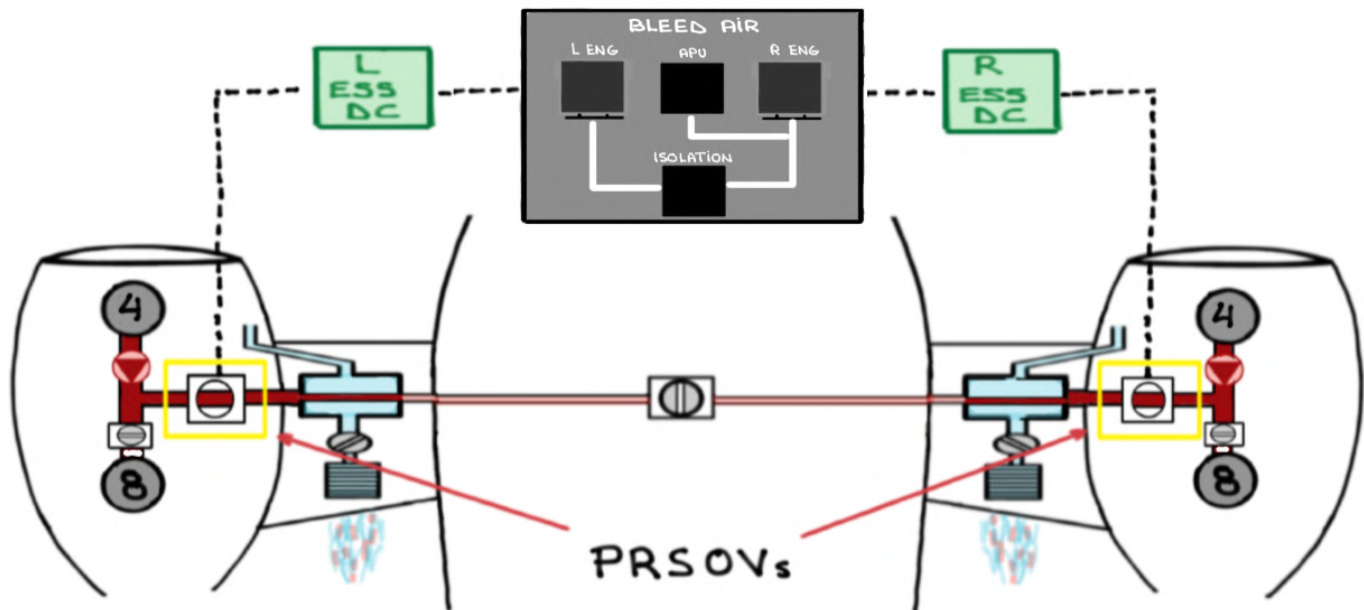 BLEED AIR
L ENG
APU
R ENG
ISOLATION
L
ESS
DC
R
ESS
DC
4
8
4
8
PRSOVs